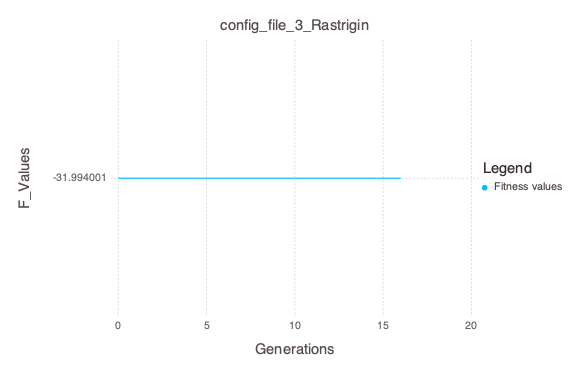 config_file_3_Rastrigin
F_Values
-31.994001
Legend
Fitness values
0 5 10 15 20
Generations